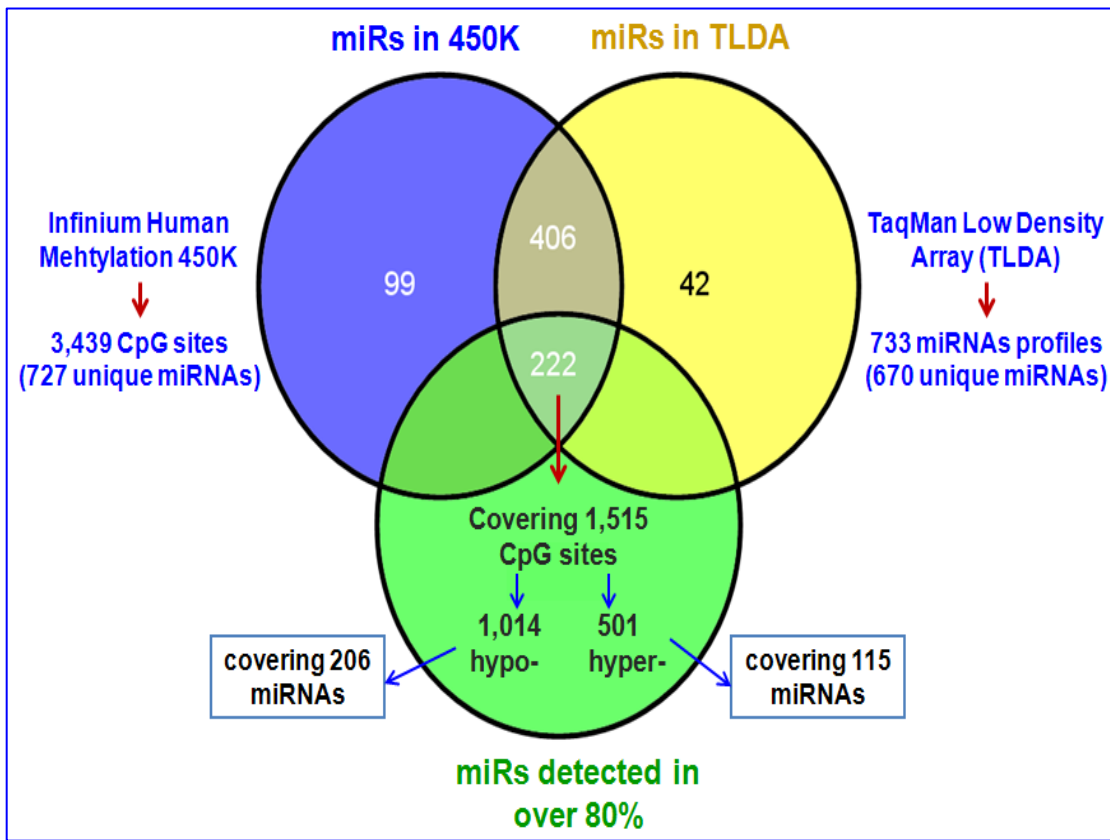 miRs in 450K
miRs in TLDA
Infinium Human
Mehtylation 450K
3,439 CpG sites
(727 unique miRNAs)
99
406
42
222
TaqMan Low Density
Array (TLDA)
733 miRNAs profiles
(670 unique miRNAs)
Covering 1,515
CpG sites
1,014
hypo-
501
hyper-
covering 206
miRNAs
covering 115
miRNAs
miRs detected in
over 80%